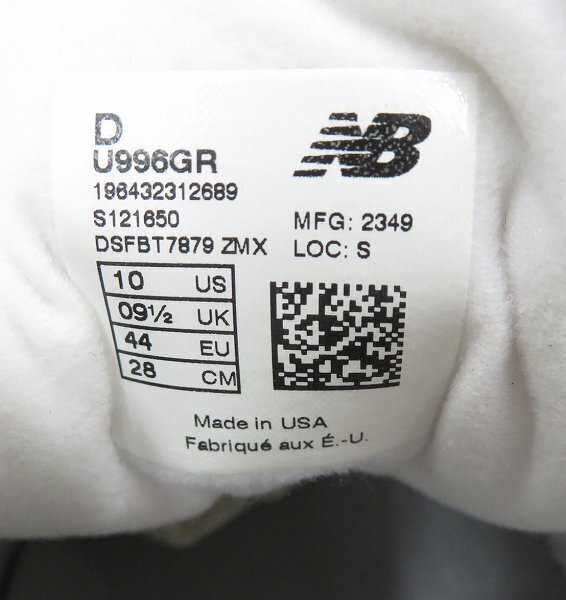 D
NB
U996GR
196432312689
S121650
MFG: 2349
DSFBT7879 ZMX
LOC: S
10 US
09½ UK
44 EU
28 CM
Made in USA
Fabriqué aux É.-U.